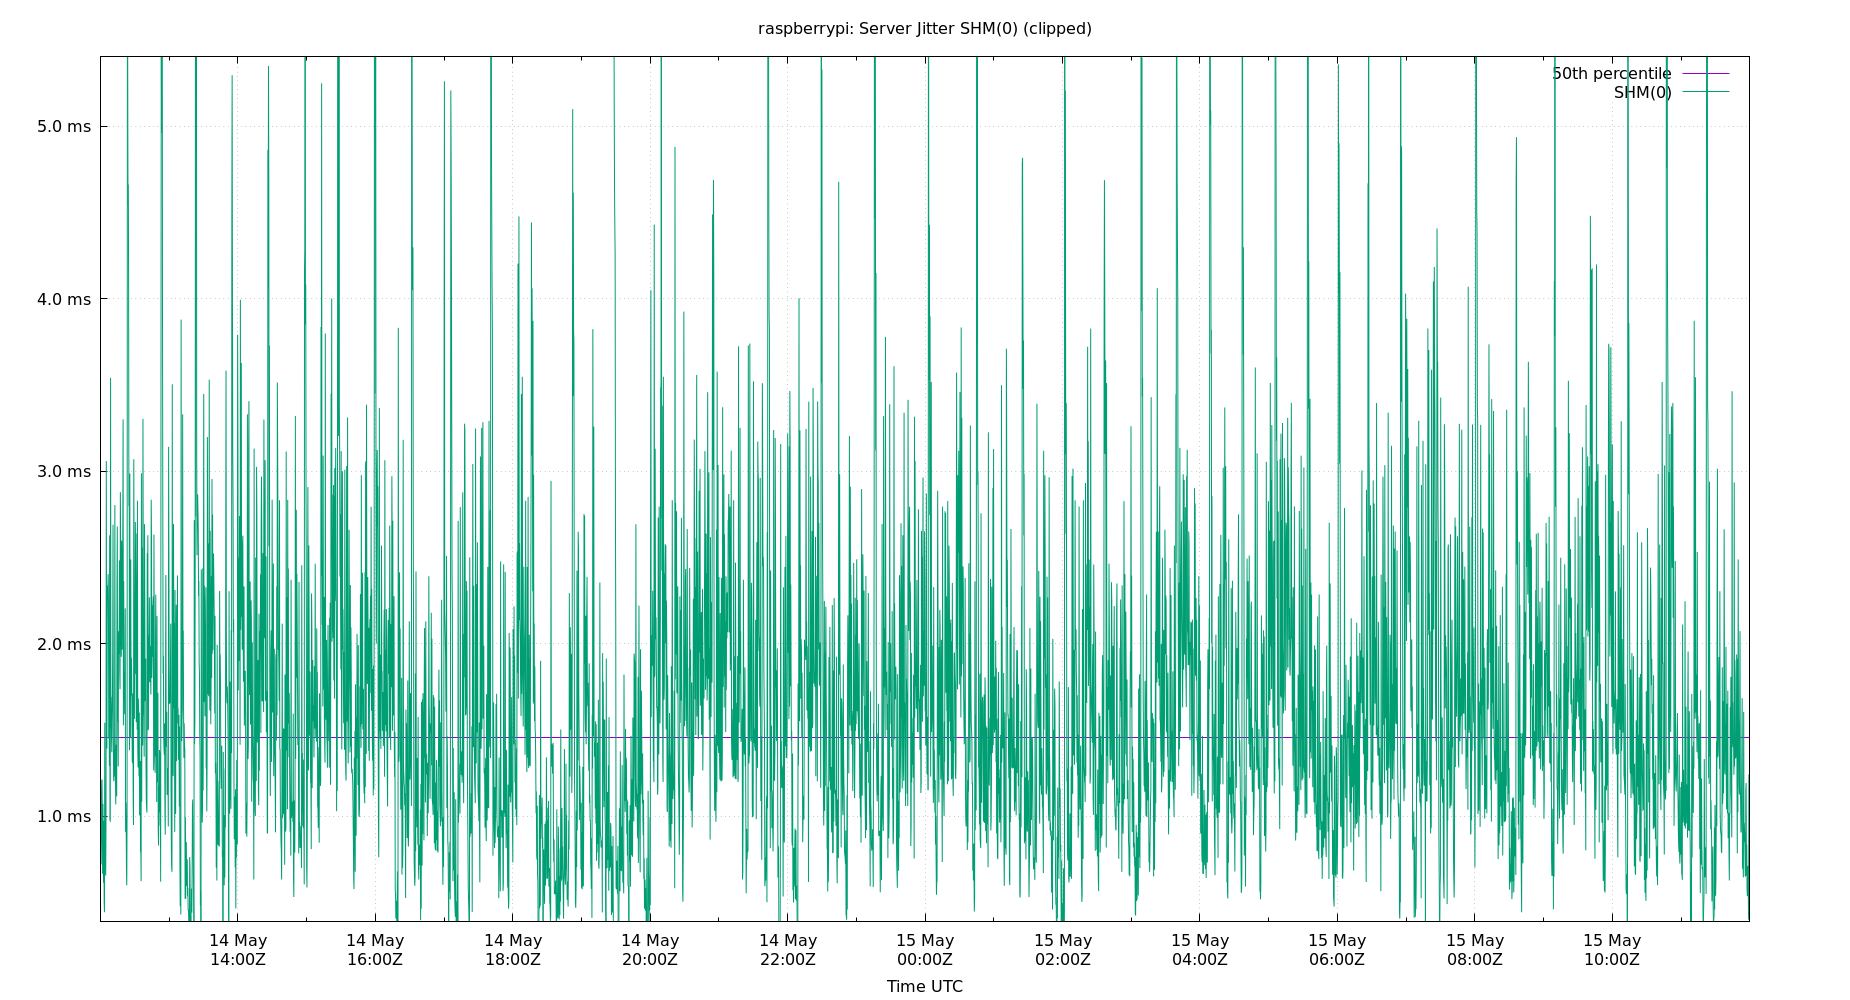 raspberrypi: Server Jitter SHM(0) (clipped)
50th percentile
SHM(0)
5.0 ms
4.0 ms
3.0 ms
2.0 ms
1.0 ms
14 May 14 May 14 May 14 May 14 May 15 May 15 May 15 May 15 May 15 May 15 May
14:00Z 16:00Z 18:00Z 20:00Z 22:00Z 00:00Z 02:00Z 04:00Z 06:00Z 08:00Z 10:00Z
Time UTC